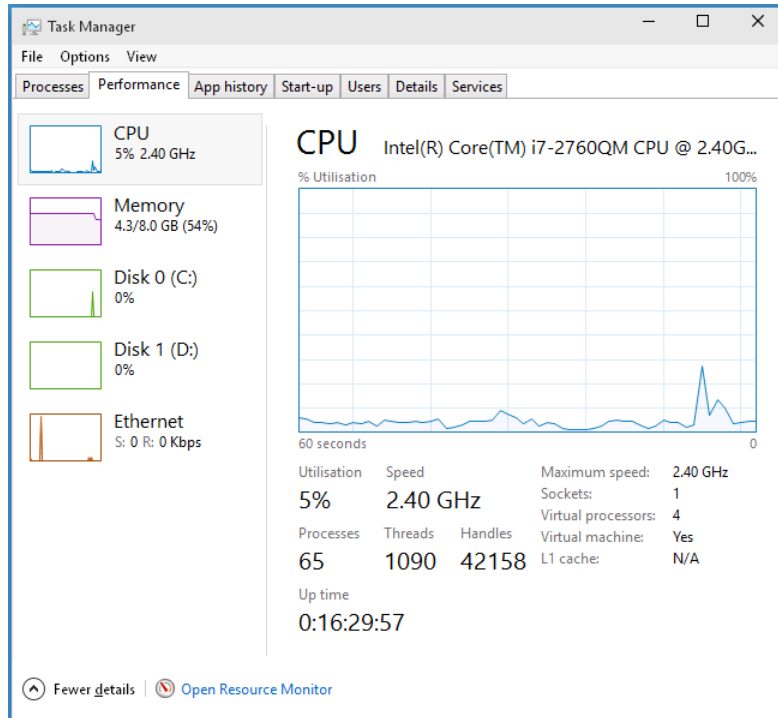 Task Manager
File Options View
Processes Performance App history Start-up Users Details Services
CPU
5% 2.40 GHz
Memory
4.3/8.0 GB (54%)
Disk 0 (C:)
0%
Disk 1 (D:)
0%
Ethernet
S: 0 R: 0 Kbps
CPU Intel(R) Core(TM) i7-2760QM CPU @ 2.40G...
% Utilisation 100%
60 seconds 0
Utilisation Speed
5% 2.40 GHz
Processes Threads Handles
65 1090 42158
Up time
0:16:29:57
Maximum speed: 2.40 GHz
Sockets: 1
Virtual processors: 4
Virtual machine: Yes
L1 cache: N/A
Fewer details Open Resource Monitor